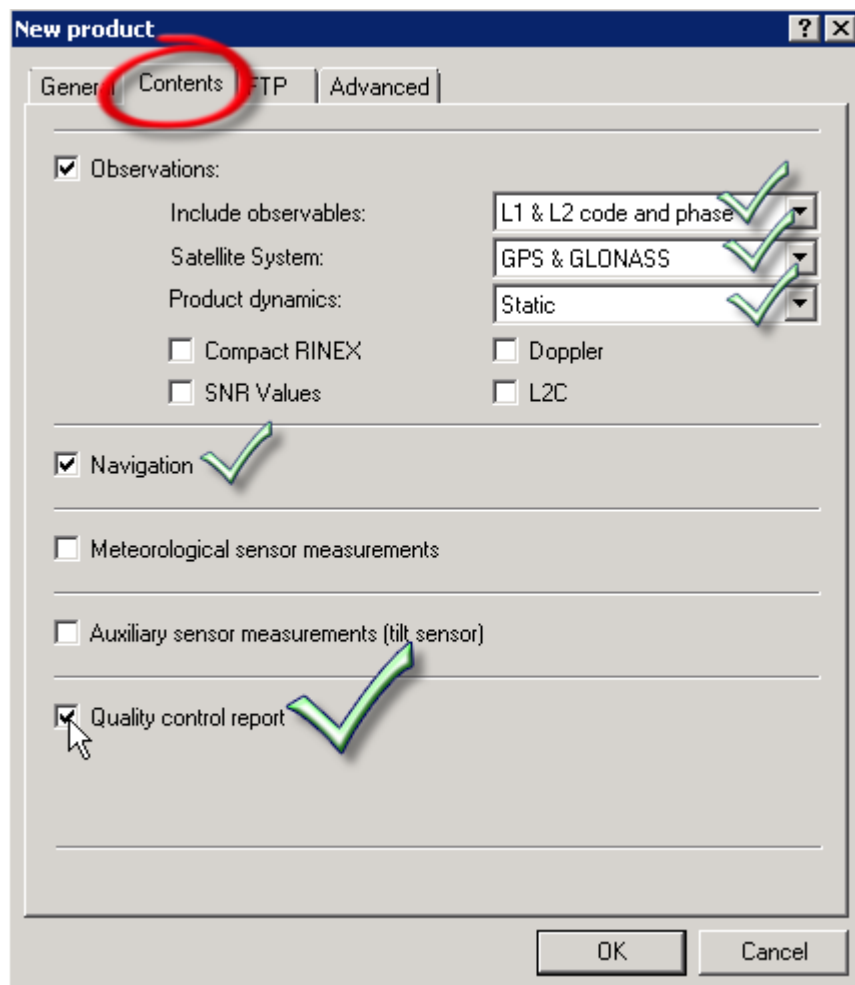 New product
General Contents FTP Advanced
Observations:
Include observables: L1 & L2 code and phase
Satellite System: GPS & GLONASS
Product dynamics: Static
Compact RINEX Doppler
SNR Values L2C
Navigation
Meteorological sensor measurements
Auxiliary sensor measurements (tilt sensor)
Quality control report
OK Cancel